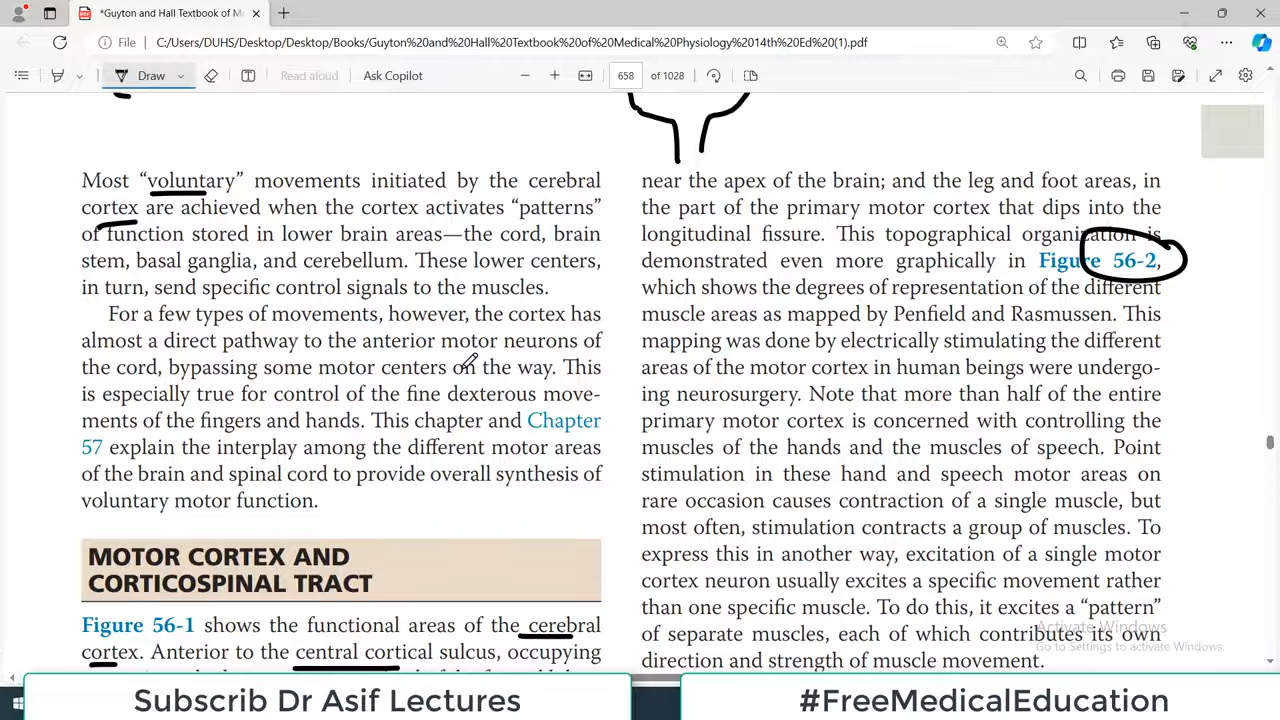 *Guyton and Hall Textbook of Me
File
C:/Users/DUHS/Desktop/Desktop/Books/Guyton%20and%20Hall%20Textbook%20of%20Medical%20Physiology%2014th%20Ed%20(1).pdf
Draw
Read aloud
Ask Copilot
658 of 1028
Most “voluntary” movements initiated by the cerebral
cortex are achieved when the cortex activates “patterns”
of function stored in lower brain areas—the cord, brain
stem, basal ganglia, and cerebellum. These lower centers,
in turn, send specific control signals to the muscles.
For a few types of movements, however, the cortex has
almost a direct pathway to the anterior motor neurons of
the cord, bypassing some motor centers on the way. This
is especially true for control of the fine dexterous move-
ments of the fingers and hands. This chapter and Chapter
57 explain the interplay among the different motor areas
of the brain and spinal cord to provide overall synthesis of
voluntary motor function.
MOTOR CORTEX AND
CORTICOSPINAL TRACT
Figure 56-1 shows the functional areas of the cerebral
cortex. Anterior to the central cortical sulcus, occupying
near the apex of the brain; and the leg and foot areas, in
the part of the primary motor cortex that dips into the
longitudinal fissure. This topographical organization is
demonstrated even more graphically in Figure 56-2,
which shows the degrees of representation of the different
muscle areas as mapped by Penfield and Rasmussen. This
mapping was done by electrically stimulating the different
areas of the motor cortex in human beings were undergo-
ing neurosurgery. Note that more than half of the entire
primary motor cortex is concerned with controlling the
muscles of the hands and the muscles of speech. Point
stimulation in these hand and speech motor areas on
rare occasion causes contraction of a single muscle, but
most often, stimulation contracts a group of muscles. To
express this in another way, excitation of a single motor
cortex neuron usually excites a specific movement rather
than one specific muscle. To do this, it excites a “pattern”
of separate muscles, each of which contributes its own
direction and strength of muscle movement.
Activate Windows
Go to Settings to activate Windows.
Subscrib Dr Asif Lectures
#FreeMedicalEducation